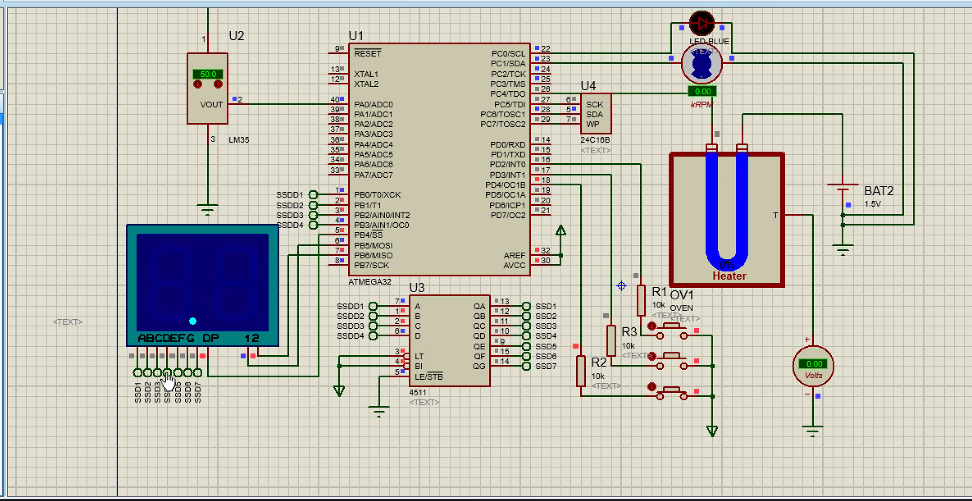 U2
1
50.0
VOUT
2
3
LM35
U1
9
RESET
13
XTAL1
12
XTAL2
40
PA0/ADC0
39
PA1/ADC1
38
PA2/ADC2
37
PA3/ADC3
36
PA4/ADC4
35
PA5/ADC5
34
PA6/ADC6
33
PA7/ADC7
SSDD1
1
PB0/T0/XCK
SSDD2
2
PB1/T1
SSDD3
3
PB2/AIN0/INT2
SSDD4
4
PB3/AIN1/OC0
5
PB4/SS
6
PB5/MOSI
7
PB6/MISO
8
PB7/SCK
ATMEGA32
PC0/SCL
22
PC1/SDA
23
PC2/TCK
24
PC3/TMS
25
PC4/TDO
26
PC5/TDI
27
PC6/TOSC1
28
PC7/TOSC2
29
PD0/RXD
14
PD1/TXD
15
PD2/INT0
16
PD3/INT1
17
PD4/OC1B
18
PD5/OC1A
19
PD6/ICP1
20
PD7/OC2
21
AREF
32
AVCC
30
U4
6
SCK
5
SDA
7
WP
24C16B
<TEXT>
LED-BLUE
0.00
kRPM
T
Heater
OV1
OVEN
BAT2
1.5V
<TEXT>
ABCDEFG DP
12
SSD1
SSD2
SSD3
SSD5
SSD6
SSD7
U3
SSDD1
7
A
SSDD2
1
B
SSDD3
2
C
SSDD4
6
D
3
LT
4
BI
5
LE/STB
QA
13
SSD1
QB
12
SSD2
QC
11
SSD3
QD
10
SSD4
QE
9
SSD5
QF
15
SSD6
QG
14
SSD7
4511
<TEXT>
R1
10k
R3
10k
R2
10k
<TEXT>
0.00
Volts